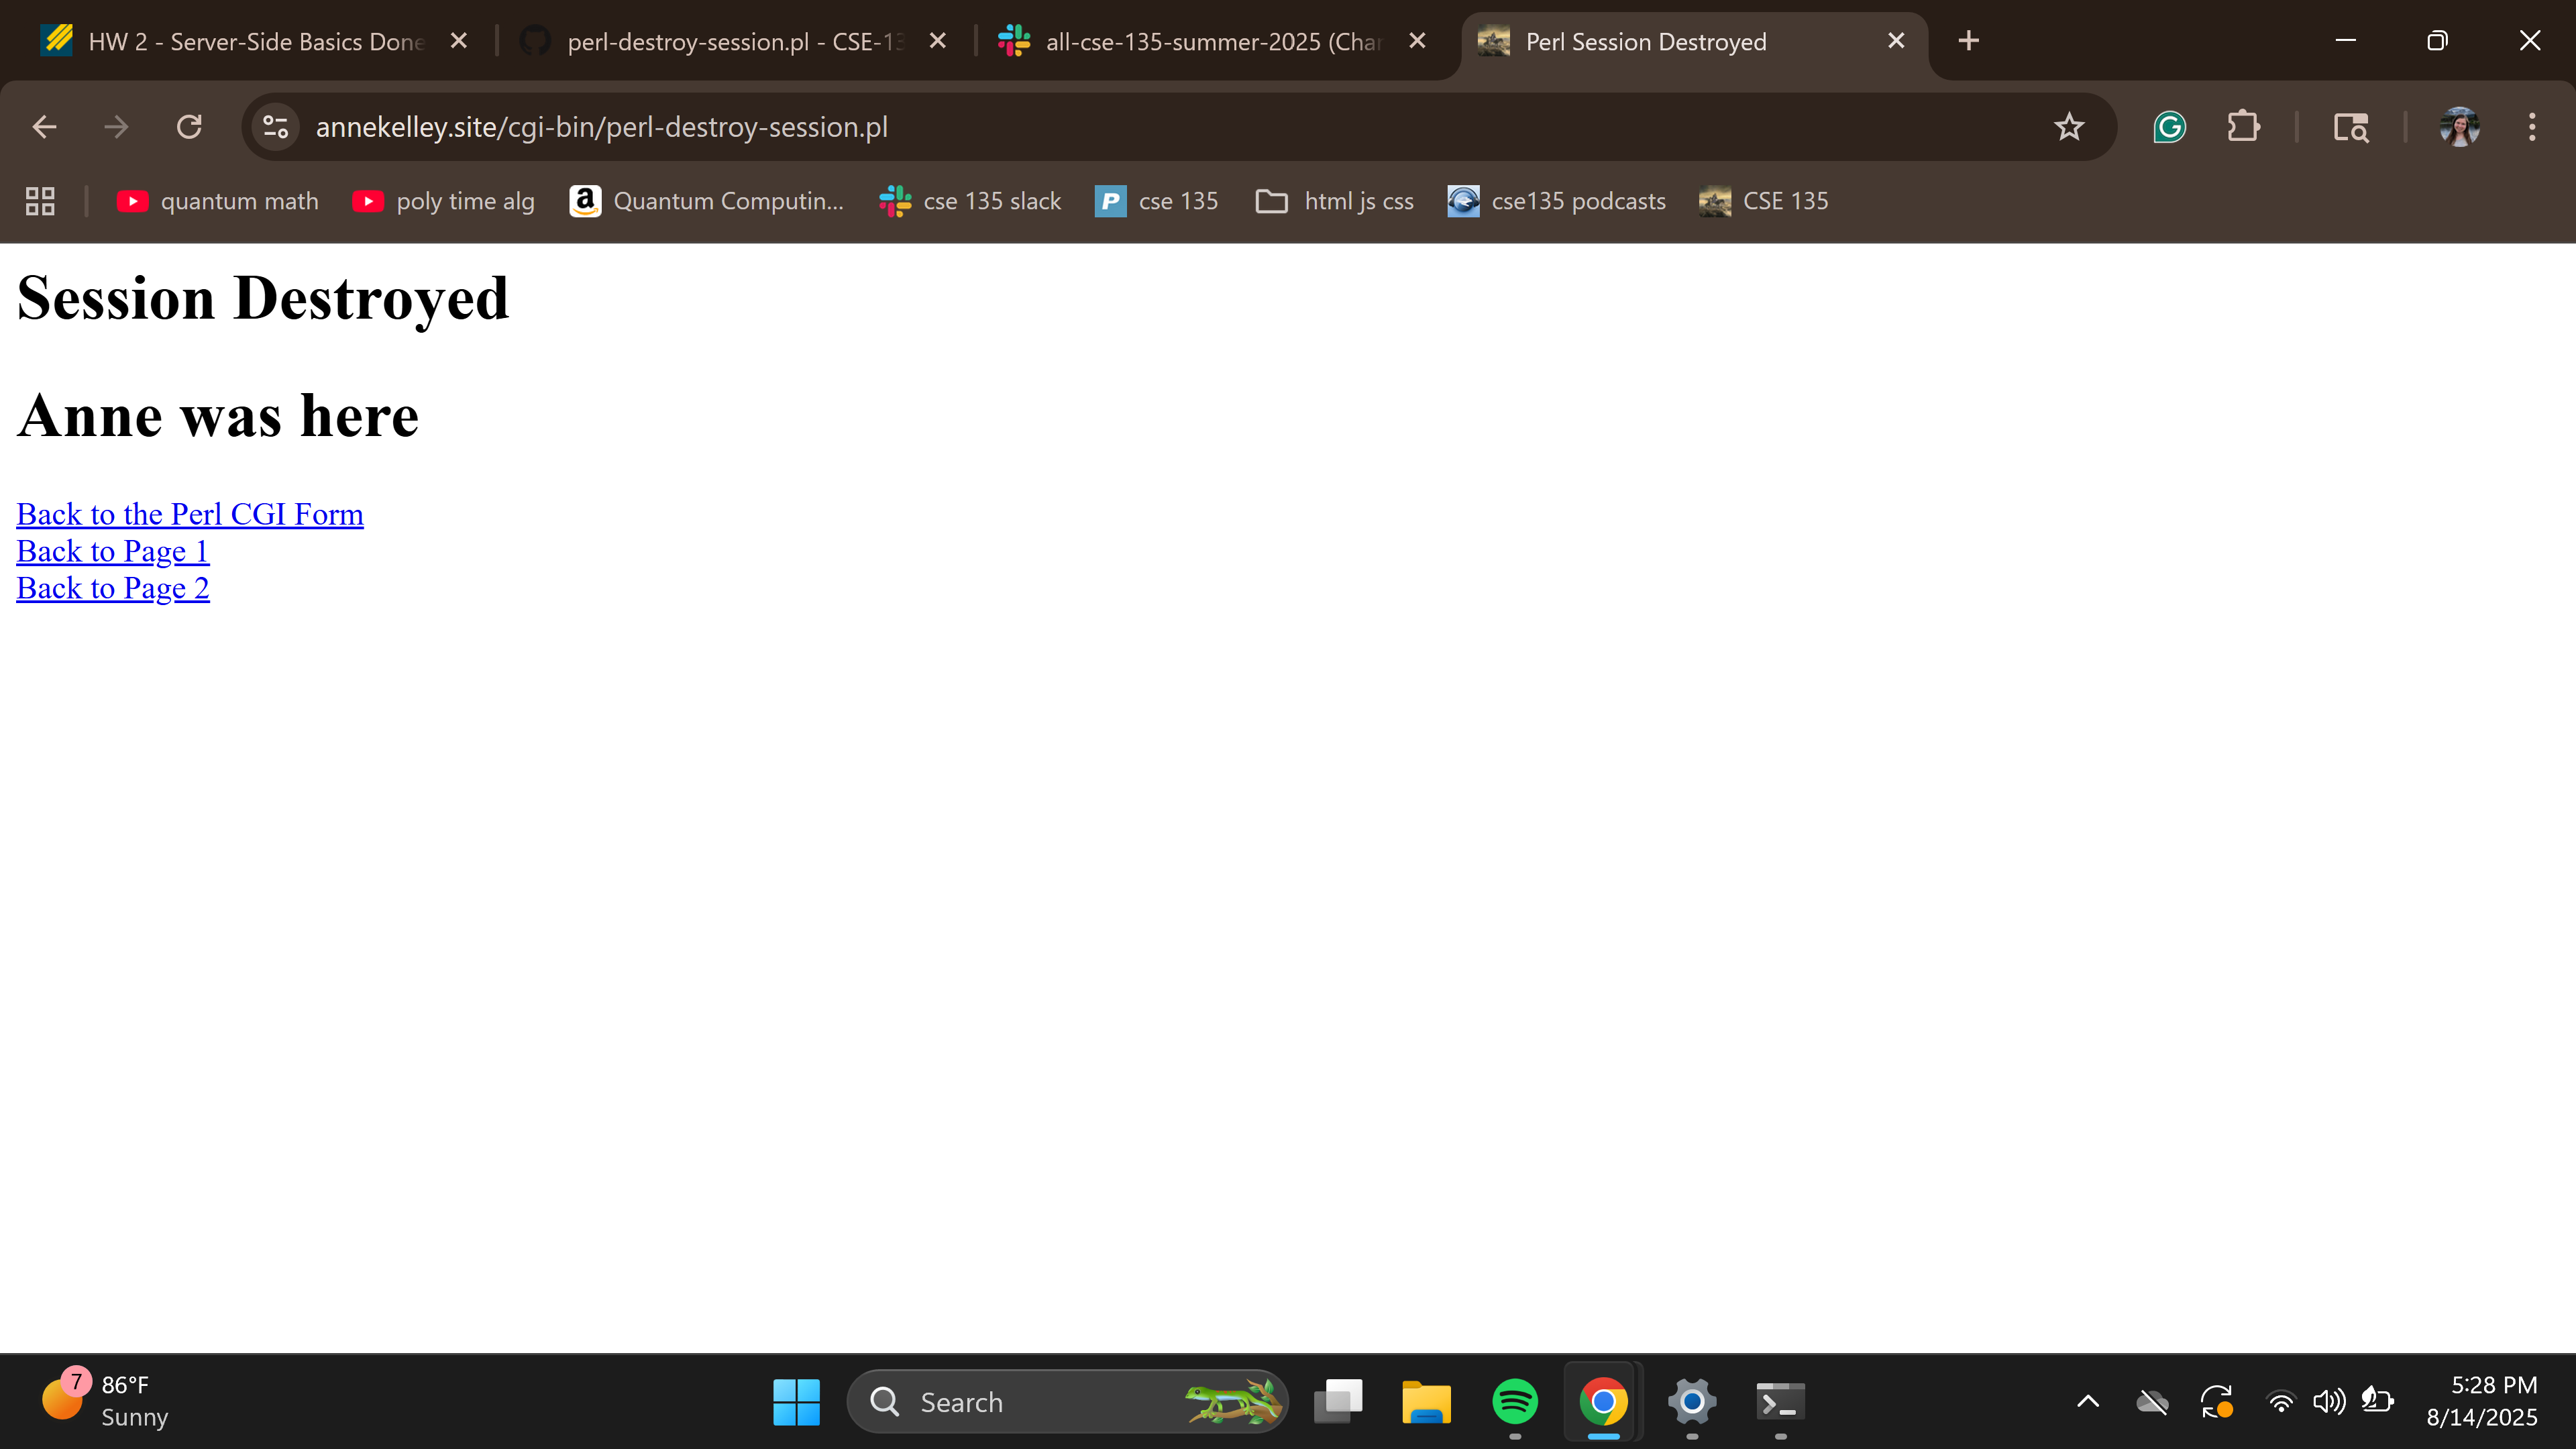 HW 2 - Server-Side Basics Done
perl-destroy-session.pl - CSE-13
all-cse-135-summer-2025 (Char
Perl Session Destroyed
annekelley.site/cgi-bin/perl-destroy-session.pl
quantum math
poly time alg
Quantum Computin...
cse 135 slack
cse 135
html js css
cse135 podcasts
CSE 135
Session Destroyed
Anne was here
Back to the Perl CGI Form
Back to Page 1
Back to Page 2
7
86°F
Sunny
Search
5:28 PM
8/14/2025